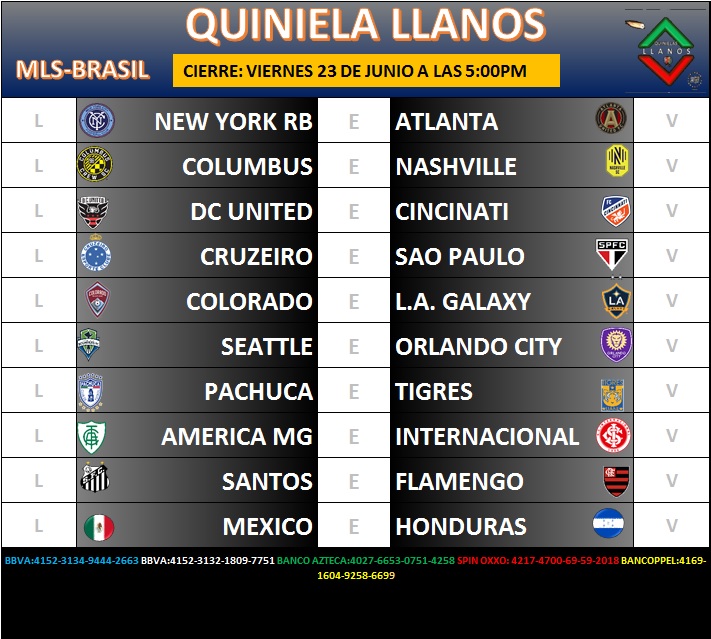 QUINIELA LLANOS
MLS-BRASIL
CIERRE: VIERNES 23 DE JUNIO A LAS 5:00PM
QUINIELAS
LLANOS
L NEW YORK RB E ATLANTA V
L COLUMBUS E NASHVILLE V
L DC UNITED E CINCINATI V
L CRUZEIRO E SAO PAULO V
L COLORADO E L.A. GALAXY V
L SEATTLE E ORLANDO CITY V
L PACHUCA E TIGRES V
L AMERICA MG E INTERNACIONAL V
L SANTOS E FLAMENGO V
L MEXICO E HONDURAS V
BBVA:4152-3134-9444-2663 BBVA:4152-3132-1809-7751 BANCO AZTECA:4027-6653-0751-4258 SPIN OXXO: 4217-4700-69-59-2018 BANCOPPEL:4169-
1604-9258-6699